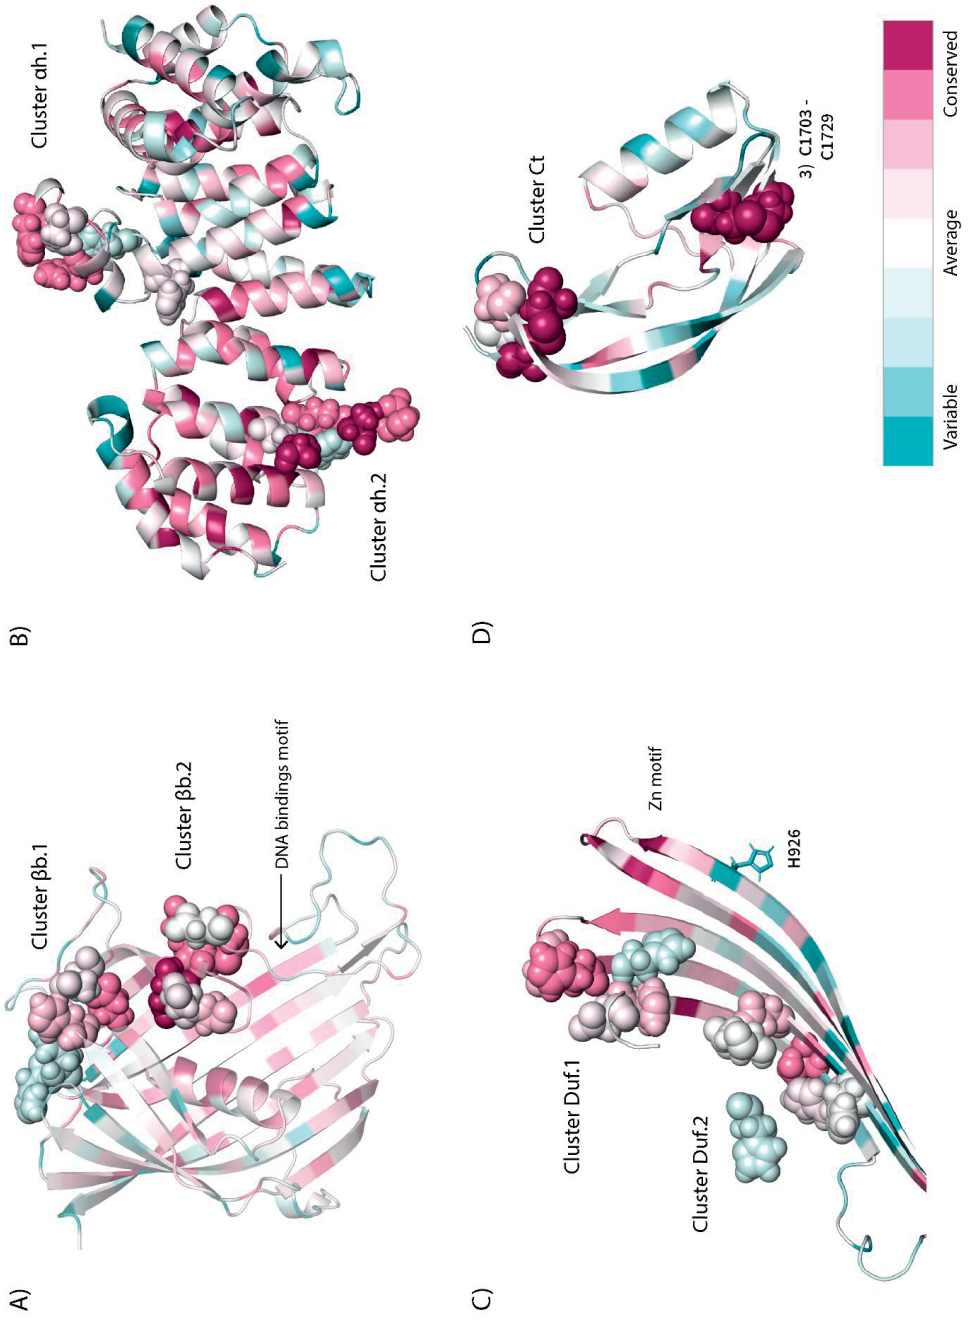 A)
Cluster βb.1
Cluster βb.2
DNA bindings motif
B)
Cluster αh.1
Cluster αh.2
C)
Cluster Duf.1
Cluster Duf.2
Zn motif
H926
D)
Cluster Ct
3) C1703 -
C1729
Variable
Average
Conserved